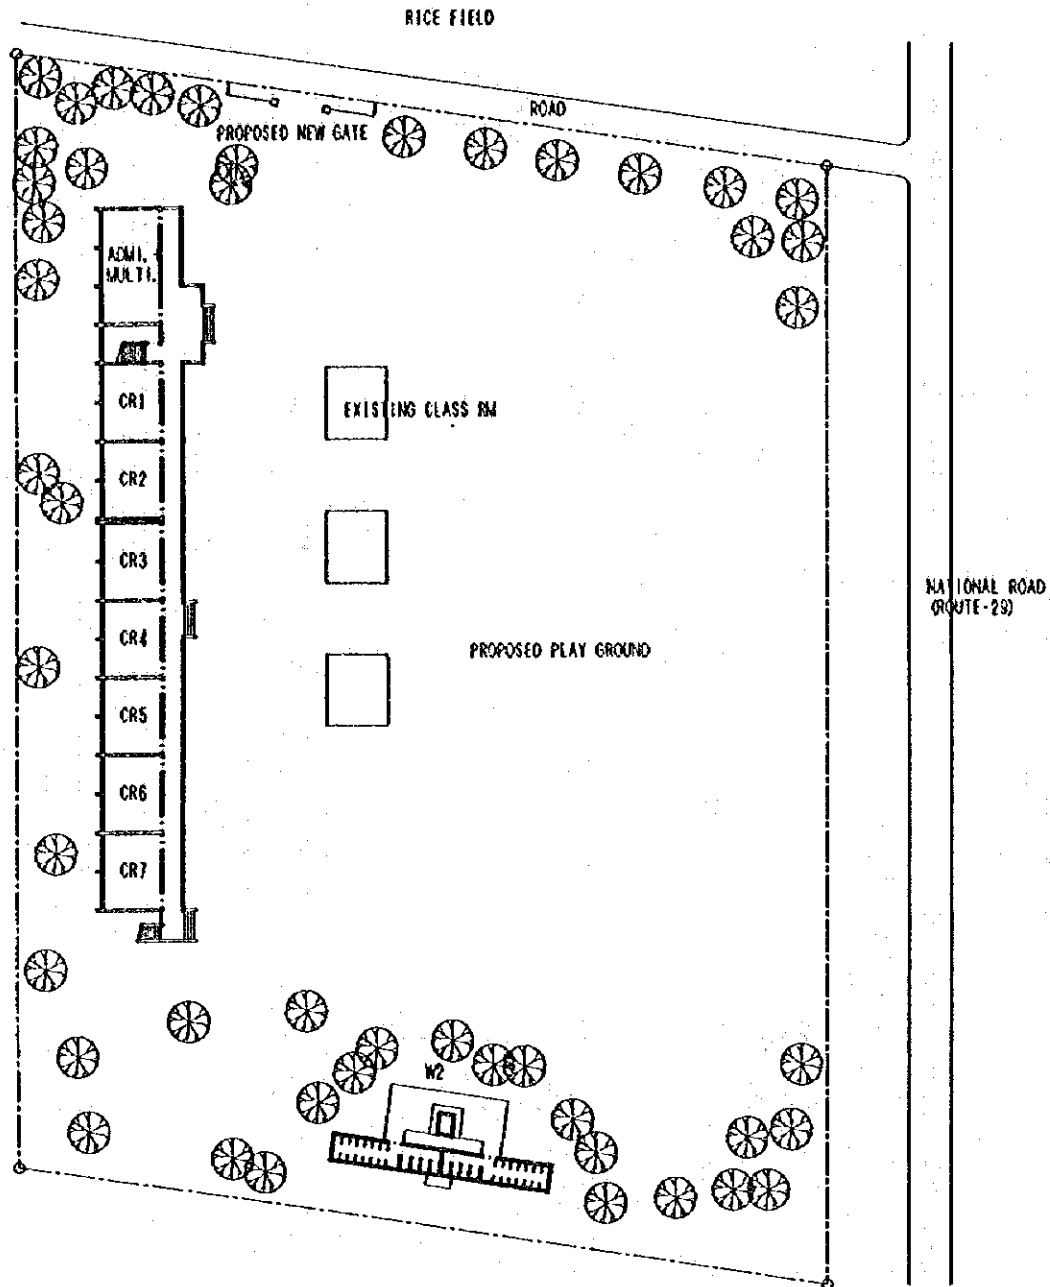 RICE FIELD
ROAD
PROPOSED NEW GATE
ADMI. +
MULTI.
CR1
EXISTING CLASS RM
CR2
CR3
NATIONAL ROAD
(ROUTE-29)
CR4
PROPOSED PLAY GROUND
CR5
CR6
CR7
W2